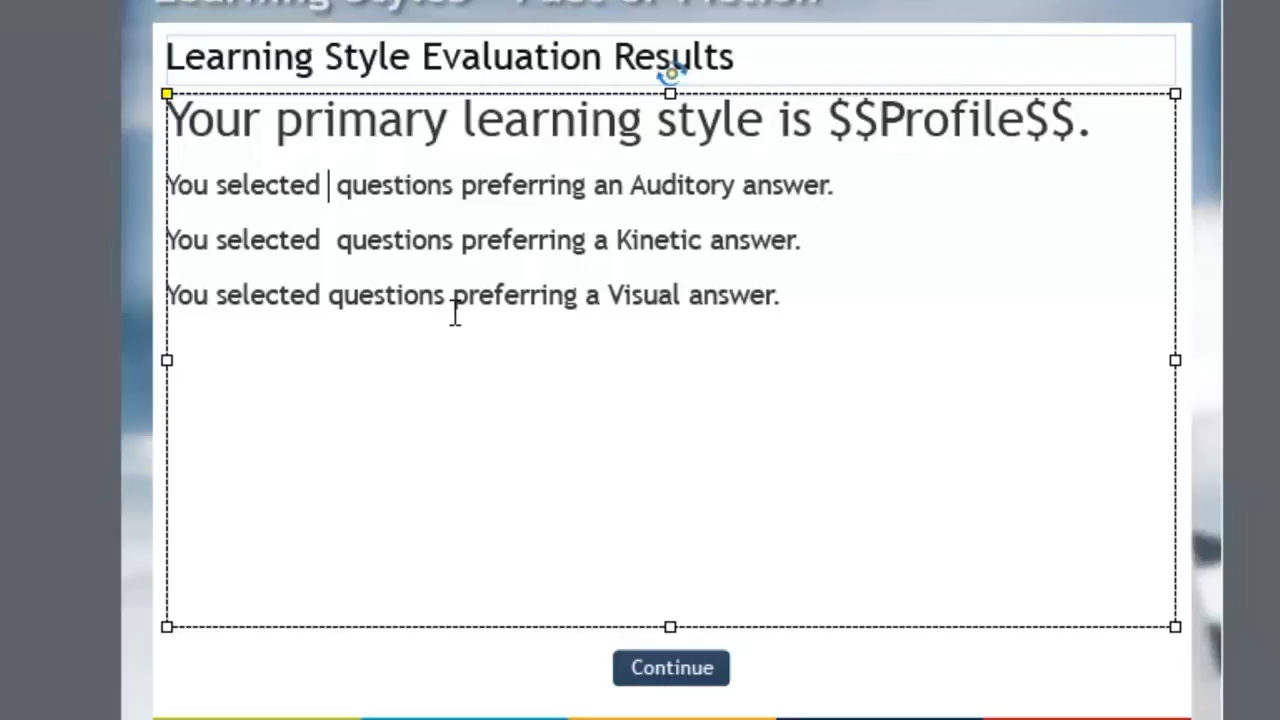 Learning Style Evaluation Results
Your primary learning style is $$Profile$$.
You selected questions preferring an Auditory answer.
You selected  questions preferring a Kinetic answer.
You selected questions preferring a Visual answer.
Continue